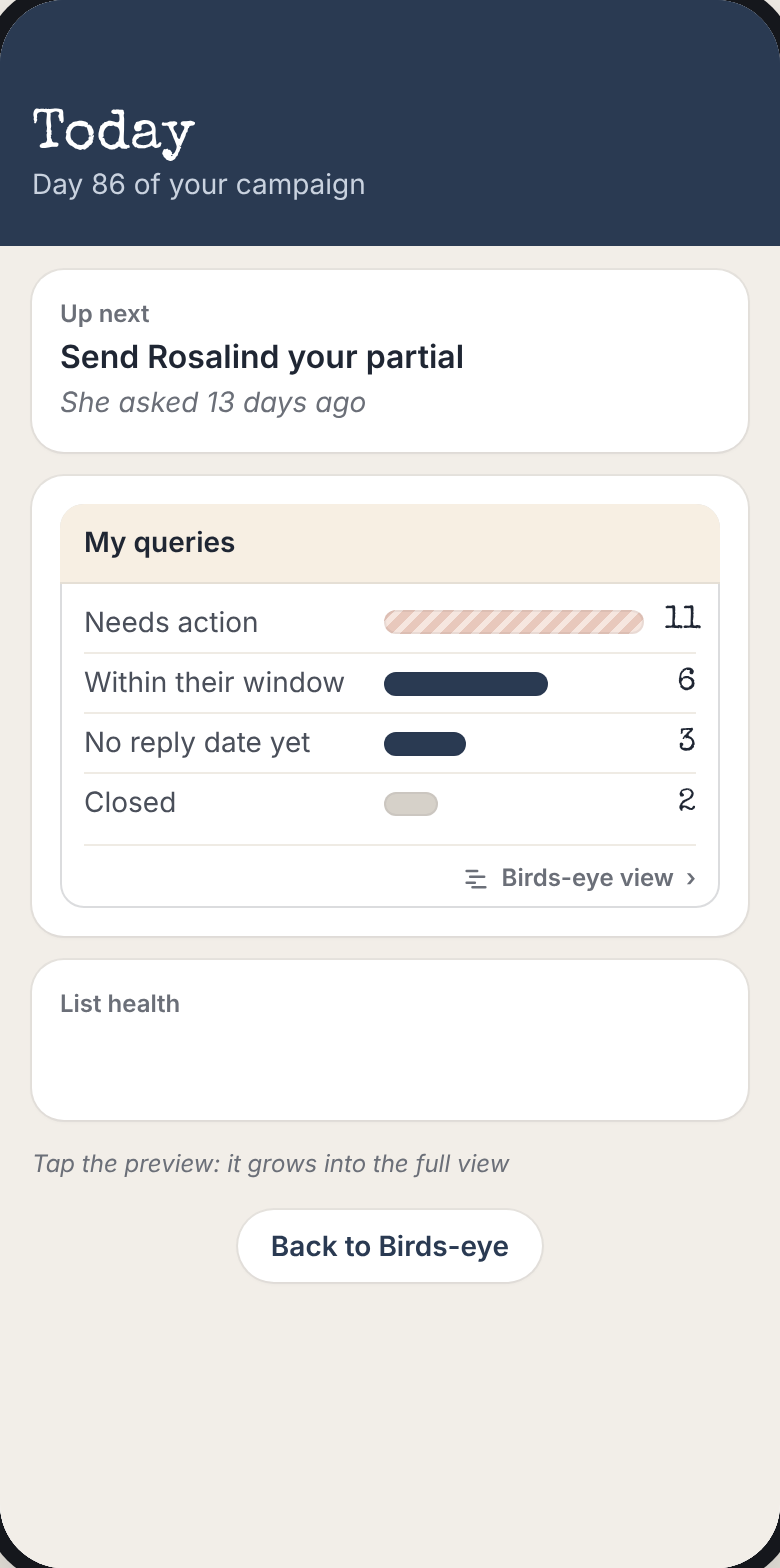 Today
Day 86 of your campaign
Up next
Send Rosalind your partial
She asked 13 days ago
My queries
Needs action 11
Within their window 6
No reply date yet 3
Closed 2
Birds-eye view ›
List health
Tap the preview: it grows into the full view
Back to Birds-eye